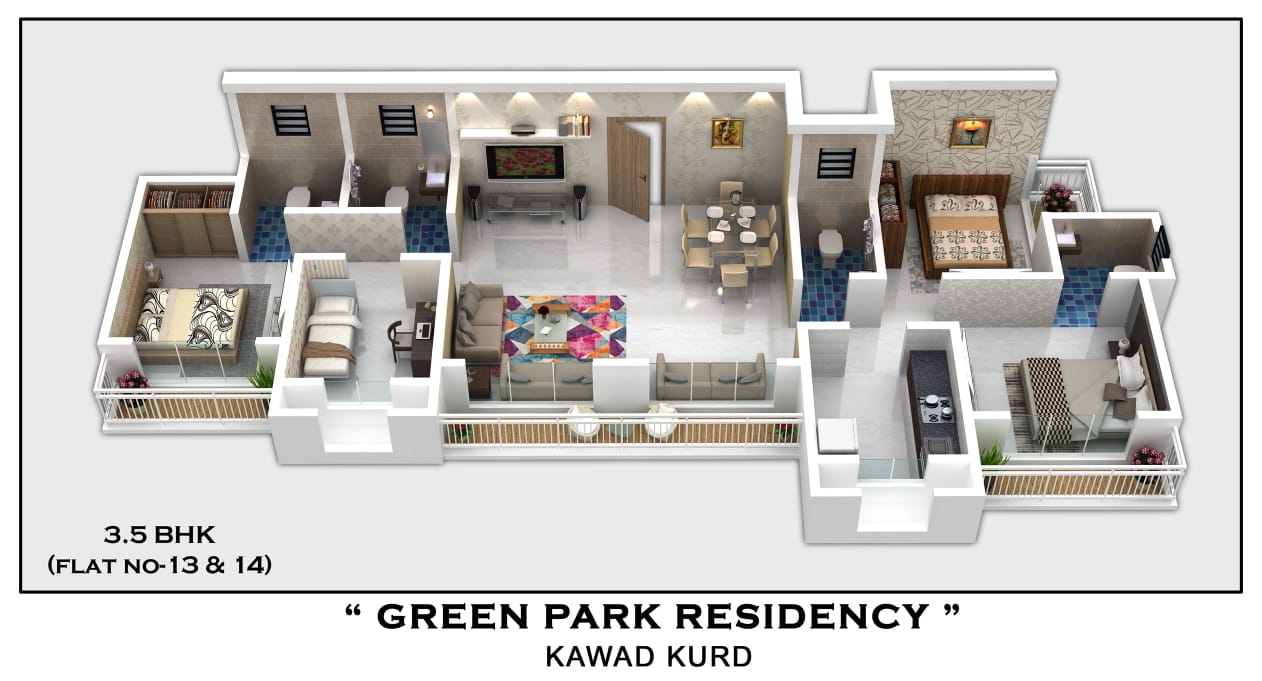 3.5 BHK
(FLAT NO-13 & 14)
“ GREEN PARK RESIDENCY ”
KAWAD KURD